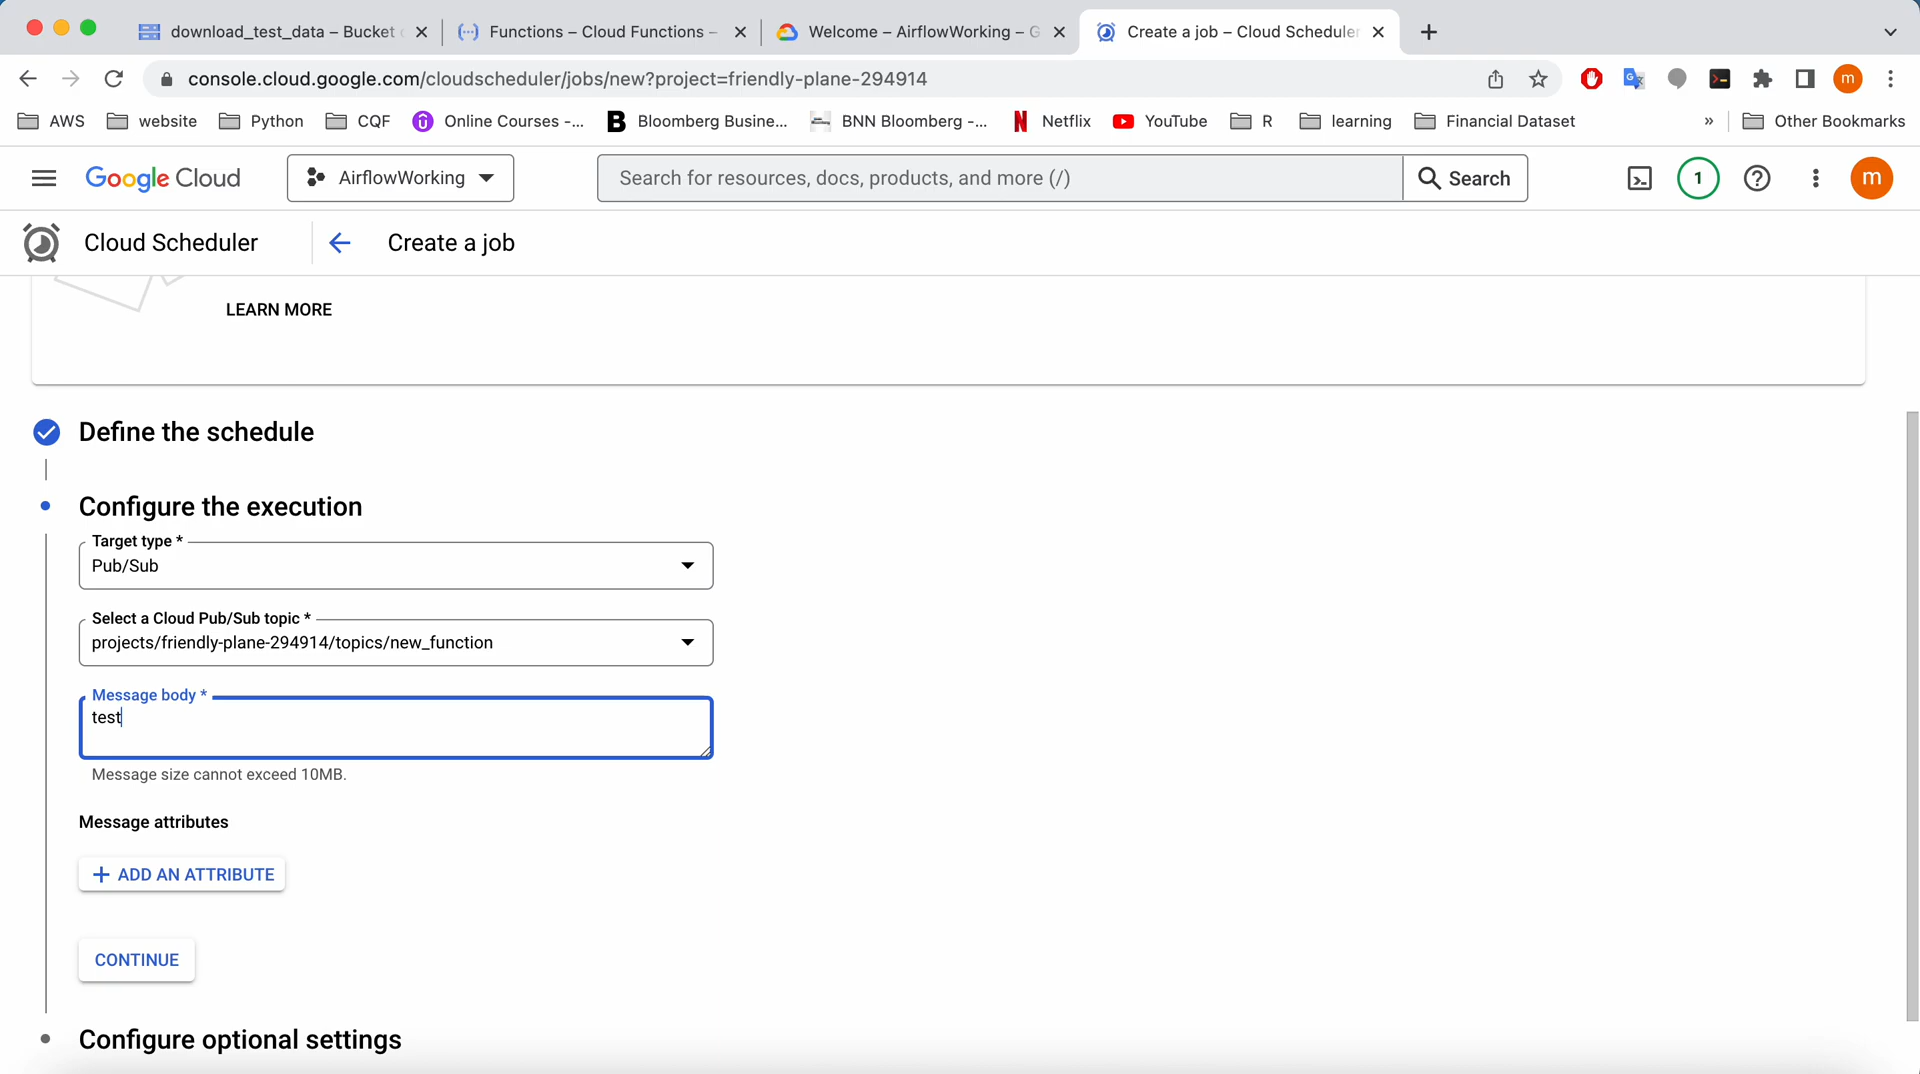 download_test_data – Bucket
Functions – Cloud Functions –
Welcome – AirflowWorking – G
Create a job – Cloud Scheduler
console.cloud.google.com/cloudscheduler/jobs/new?project=friendly-plane-294914
m
AWS
website
Python
CQF
Online Courses -...
B
Bloomberg Busine...
BNN Bloomberg -...
N
Netflix
YouTube
R
learning
Financial Dataset
»
Other Bookmarks
Google Cloud
AirflowWorking
Search for resources, docs, products, and more (/)
Search
1
m
Cloud Scheduler
Create a job
LEARN MORE
Define the schedule
Configure the execution
Target type *
Pub/Sub
Select a Cloud Pub/Sub topic *
projects/friendly-plane-294914/topics/new_function
Message body *
test
Message size cannot exceed 10MB.
Message attributes
+ ADD AN ATTRIBUTE
CONTINUE
Configure optional settings